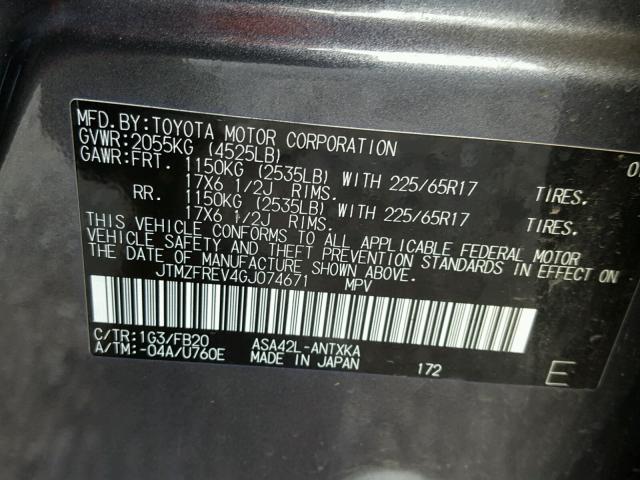 MFD.BY:TOYOTA MOTOR CORPORATION
GVWR:2055KG (4525LB)
GAWR:FRT. 1150KG (2535LB) WITH 225/65R17 TIRES.
17X6 1/2J RIMS.
RR. 1150KG (2535LB) WITH 225/65R17 TIRES.
17X6 1/2J RIMS.
THIS VEHICLE CONFORMS TO ALL APPLICABLE FEDERAL MOTOR
VEHICLE SAFETY AND THEFT PREVENTION STANDARDS IN EFFECT ON
THE DATE OF MANUFACTURE SHOWN ABOVE.
JTMZFREV4GJ074671 MPV
C/TR:1G3/FB20 ASA42L-ANTXKA
A/TM:-04A/U760E MADE IN JAPAN 172 E